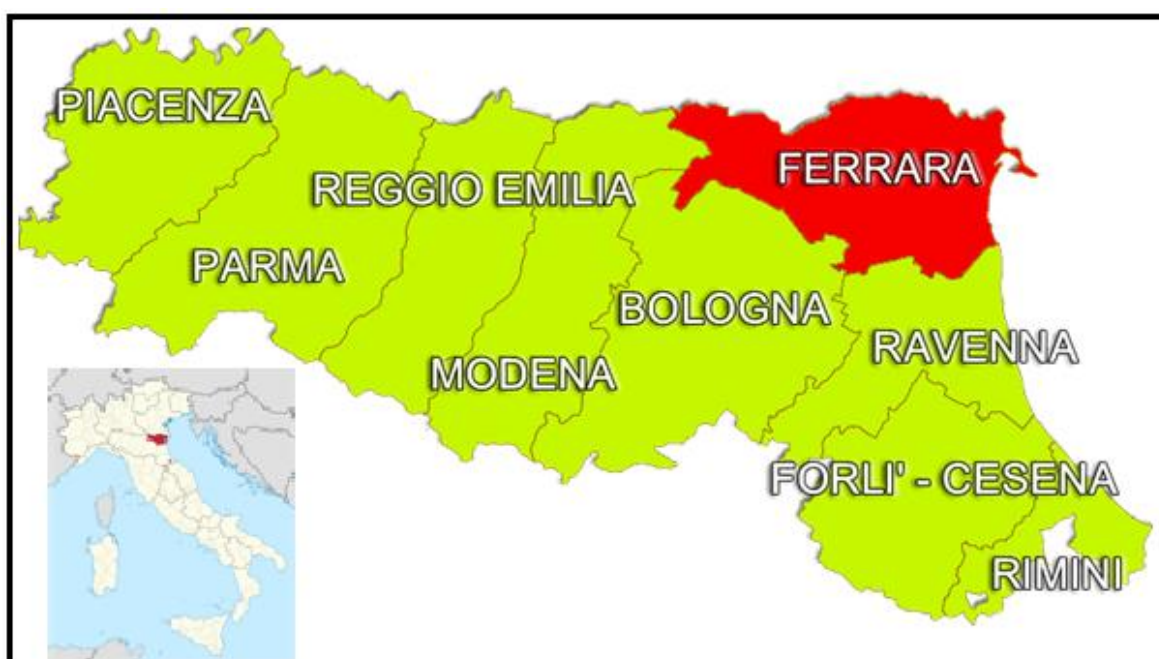 PIACENZA
FERRARA
REGGIO EMILIA
PARMA
BOLOGNA
RAVENNA
MODENA
FORLI' - CESENA
RIMINI